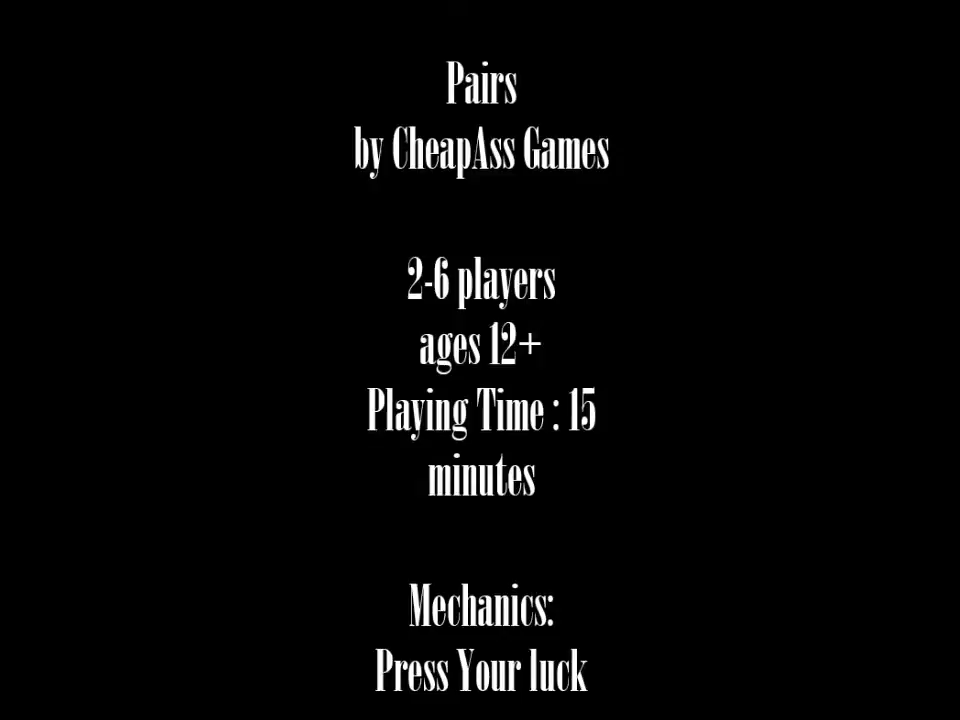 Pairs
by CheapAss Games
2-6 players
ages 12+
Playing Time : 15
minutes
Mechanics:
Press Your luck